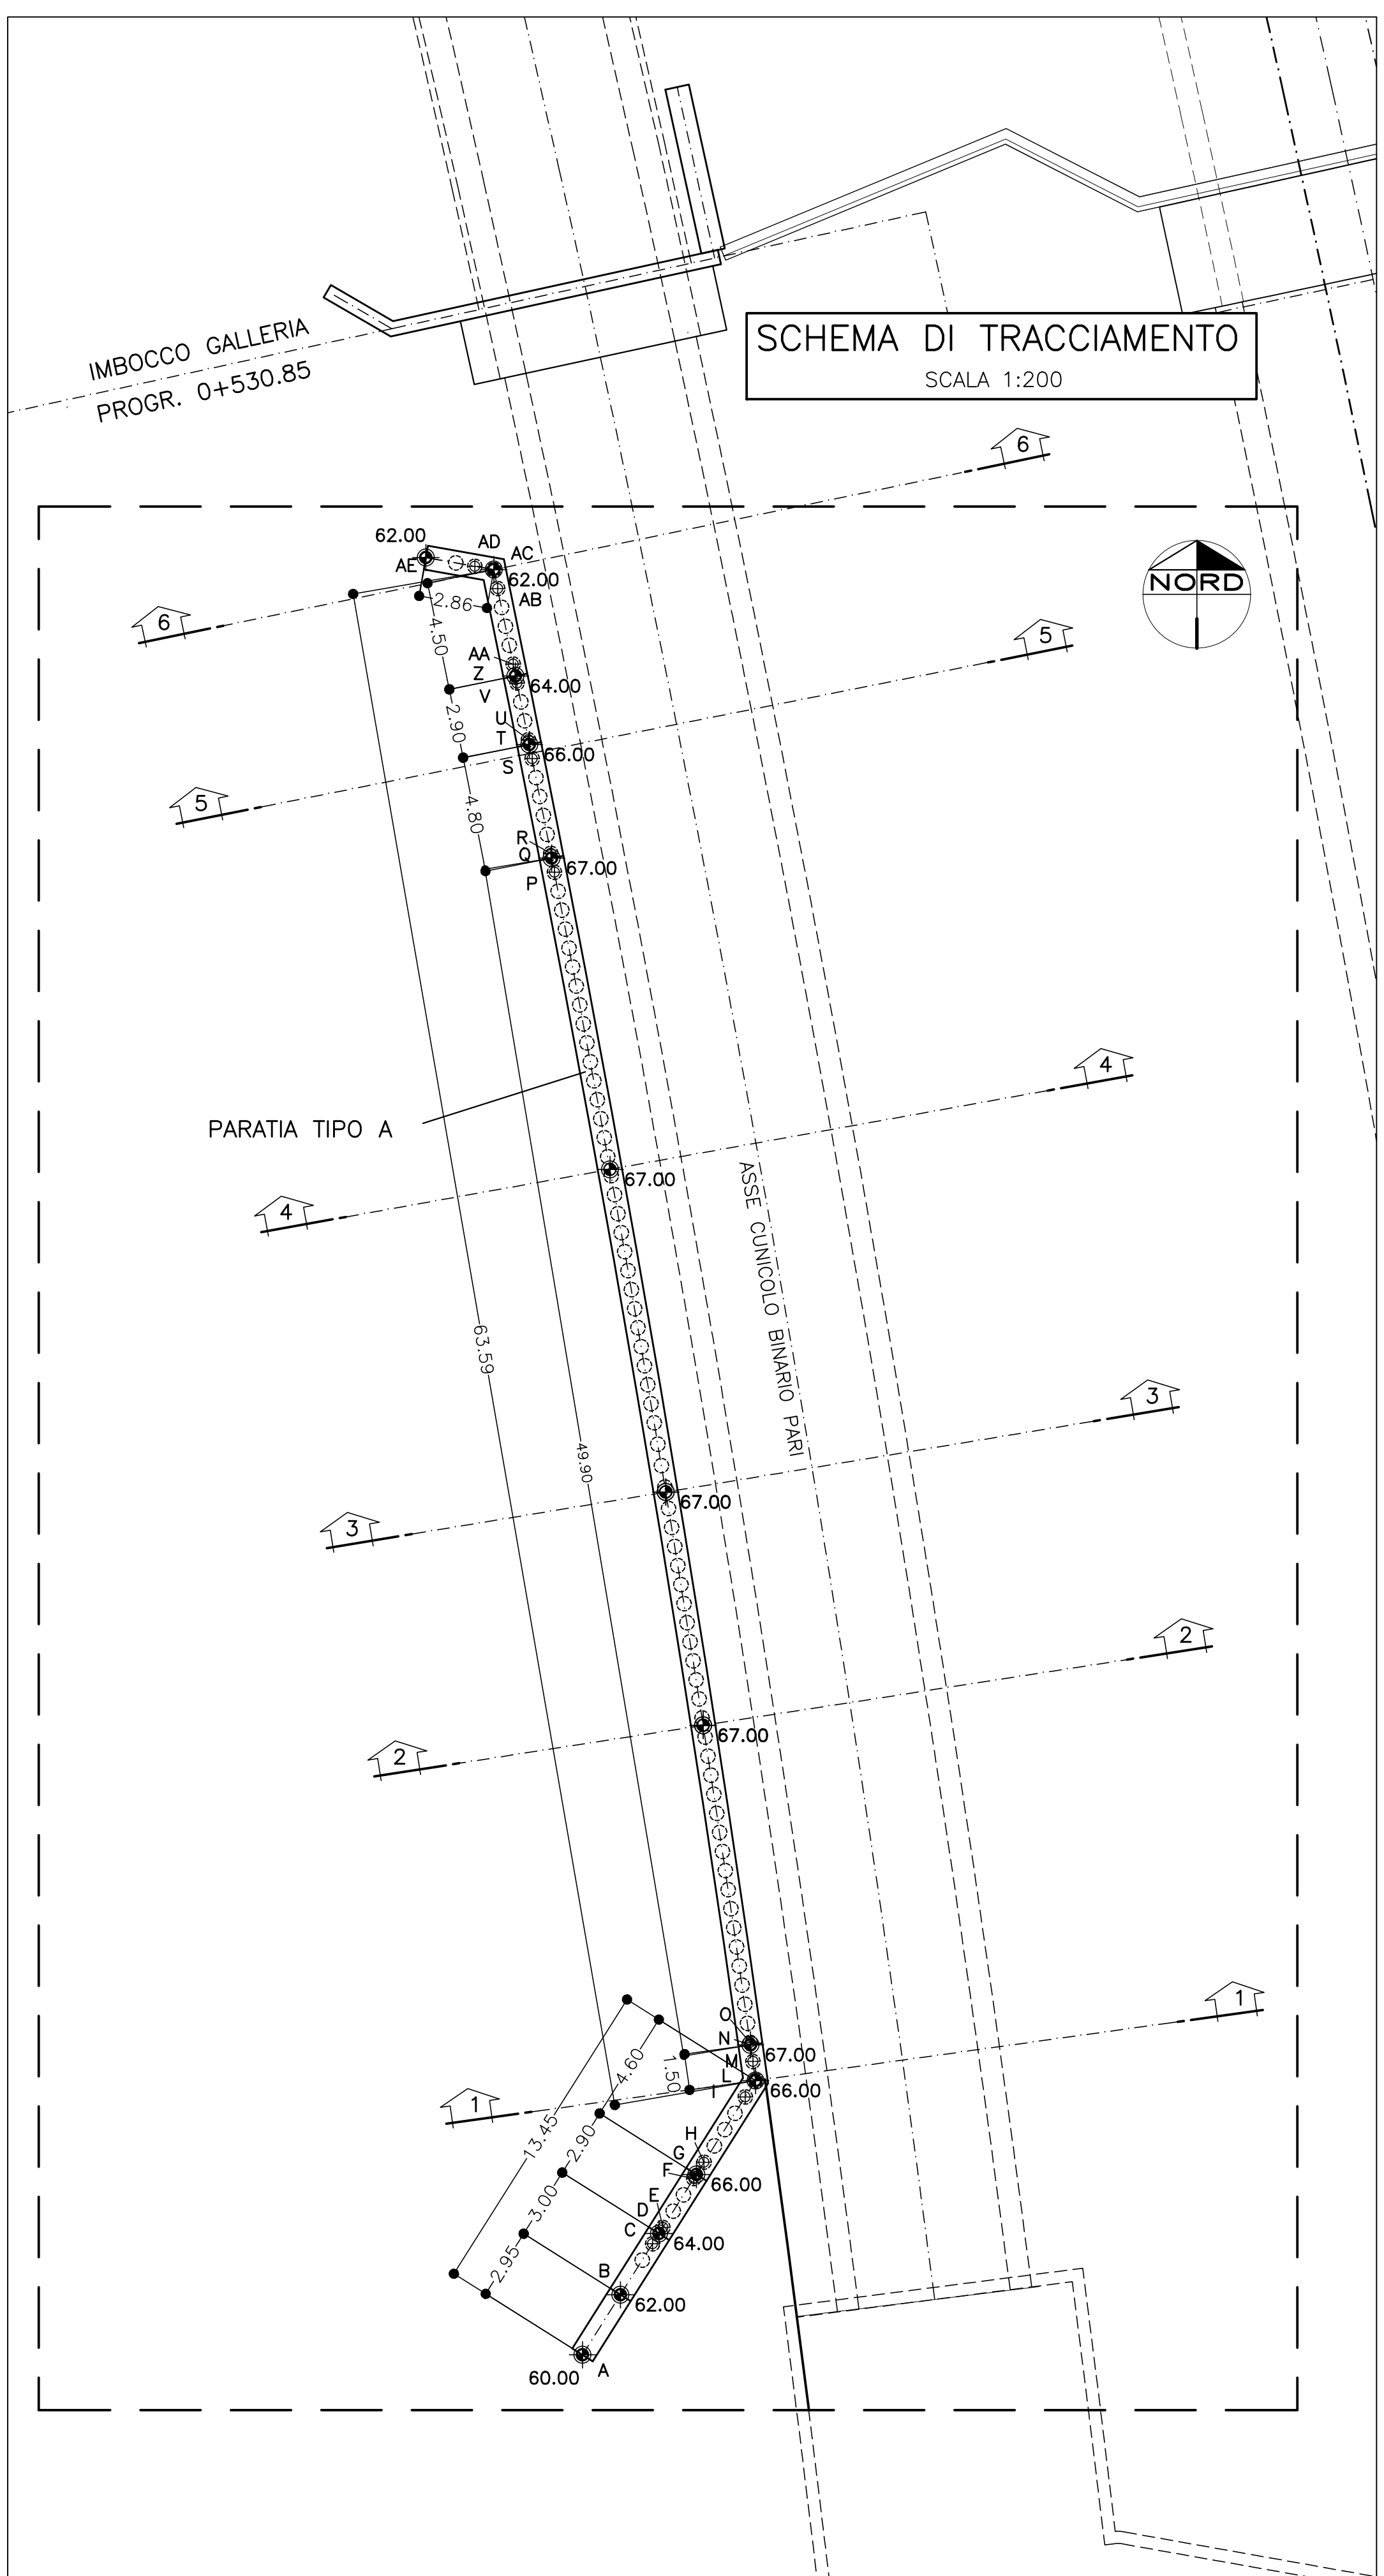 IMBOCCO GALLERIA
PROGR. 0+530.85
SCHEMA DI TRACCIAMENTO
SCALA 1:200
6
62.00
AD
AC
AE
62.00
NORD
AB
2.86
6
4.50
5
AA
Z
64.00
V
2.90
U
T
66.00
S
5
4.80
R
Q
67.00
P
4
PARATIA TIPO A
ASSE CUNICOLO BINARIO PARI
67.00
4
63.59
3
49.90
67.00
3
2
67.00
2
1
O
N
67.00
M
4.60
1.50
L
66.00
I
1
13.45
H
2.90
G
F
66.00
3.00
E
D
C
64.00
2.95
B
62.00
A
60.00